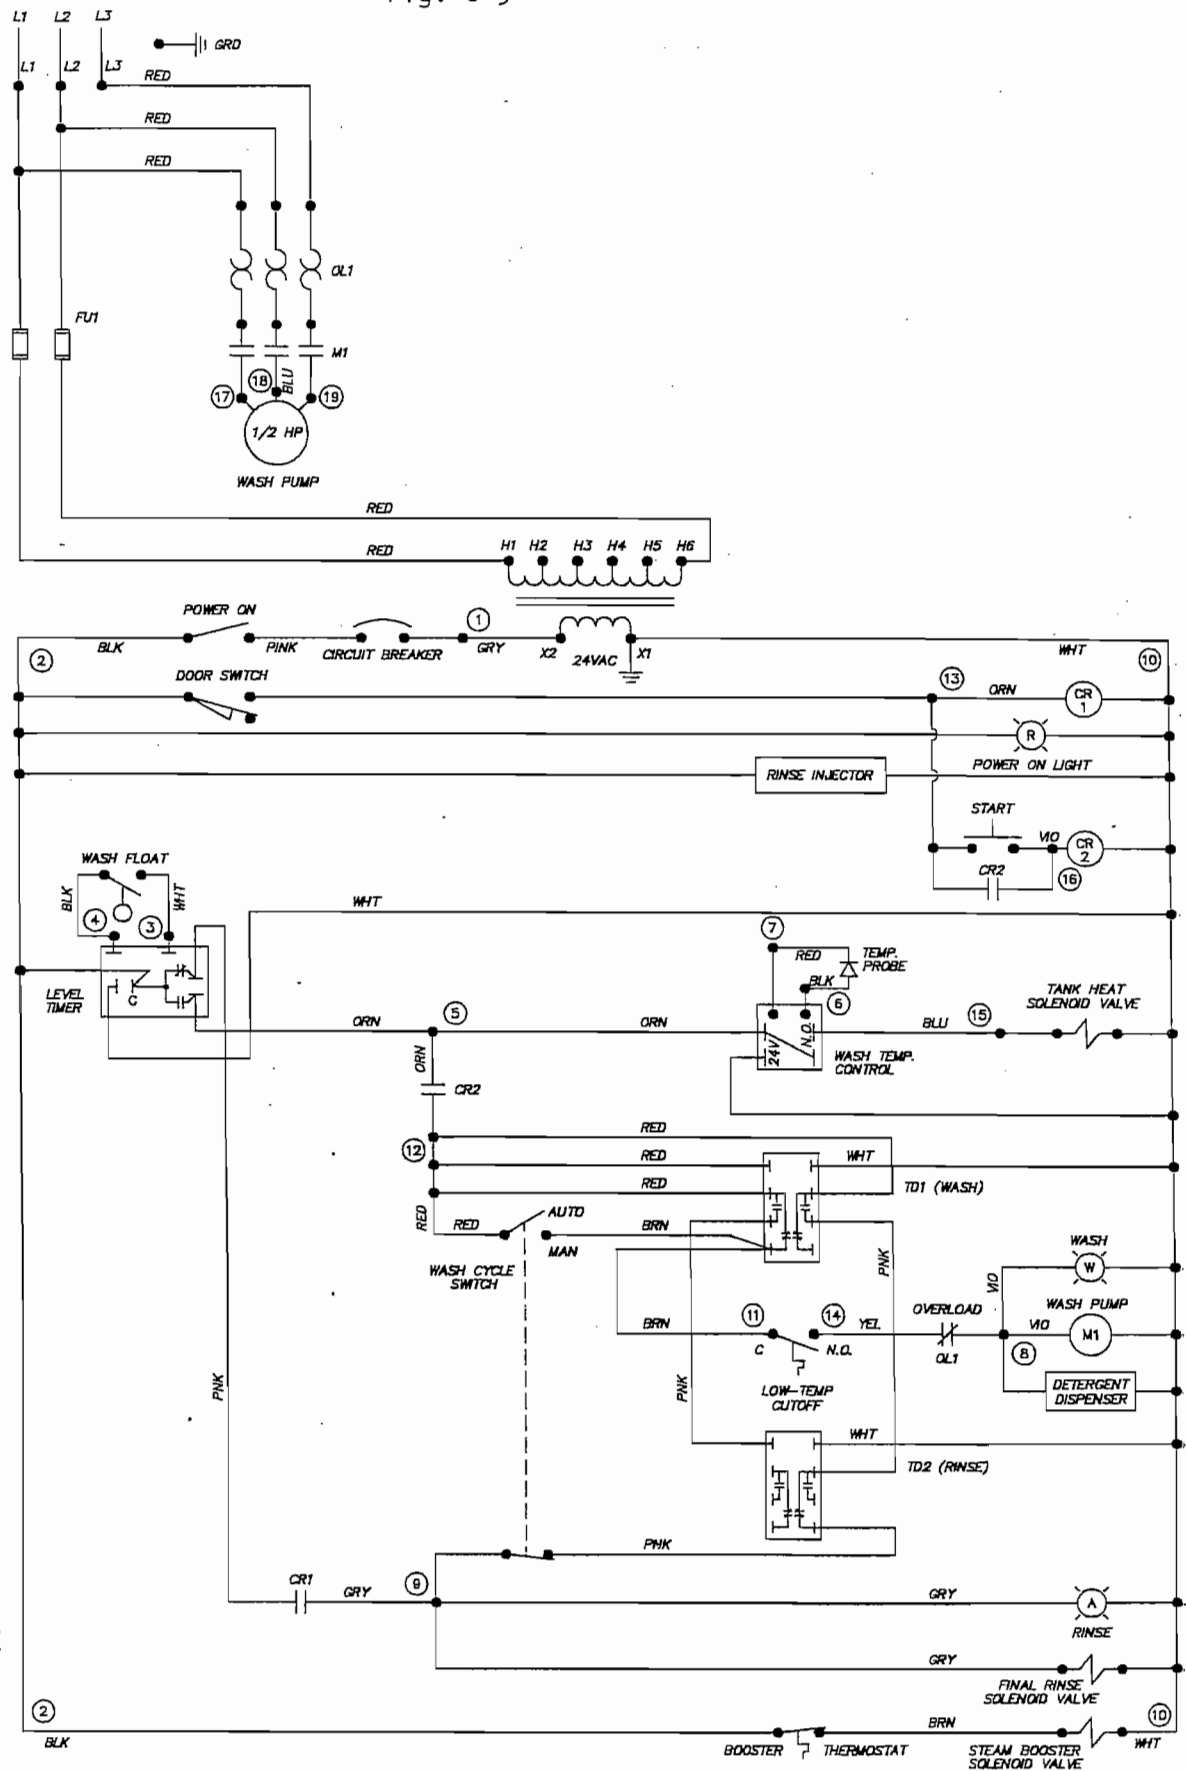 Fig.
L1 L2 L3
GRD
L1 L2 L3
RED
RED
RED
OL1
FU1
M1
18 BLU
17 19
1/2 HP
WASH PUMP
RED
RED
H1 H2 H3 H4 H5 H6
POWER ON
1
BLK PINK CIRCUIT BREAKER GRY X2 24VAC X1 WHT
2 10
DOOR SWITCH
13 ORN CR 1
R
POWER ON LIGHT
RINSE INJECTOR
START
VIO CR 2
CR2 16
WASH FLOAT
BLK WHT
4 3
WHT
7
RED TEMP. PROBE
BLK
6
LEVEL TIMER
C
TANK HEAT
SOLENOID VALVE
5
ORN ORN 24V N.O. BLU 15
WASH TEMP.
CONTROL
ORN
CR2
RED
12 RED WHT
RED TD1 (WASH)
RED RED AUTO BRN
MAN
WASH CYCLE
SWITCH
PNK
WASH
W
VIO
BRN 11 14 YEL OVERLOAD VIO WASH PUMP
M1
C N.O. OL1 8
LOW-TEMP
CUTOFF
DETERGENT
DISPENSER
PNK PNK
WHT
TD2 (RINSE)
PNK
CR1 GRY 9 GRY A
RINSE
GRY
FINAL RINSE
SOLENOID VALVE
2 10
BLK BOOSTER THERMOSTAT BRN STEAM BOOSTER
SOLENOID VALVE WHT